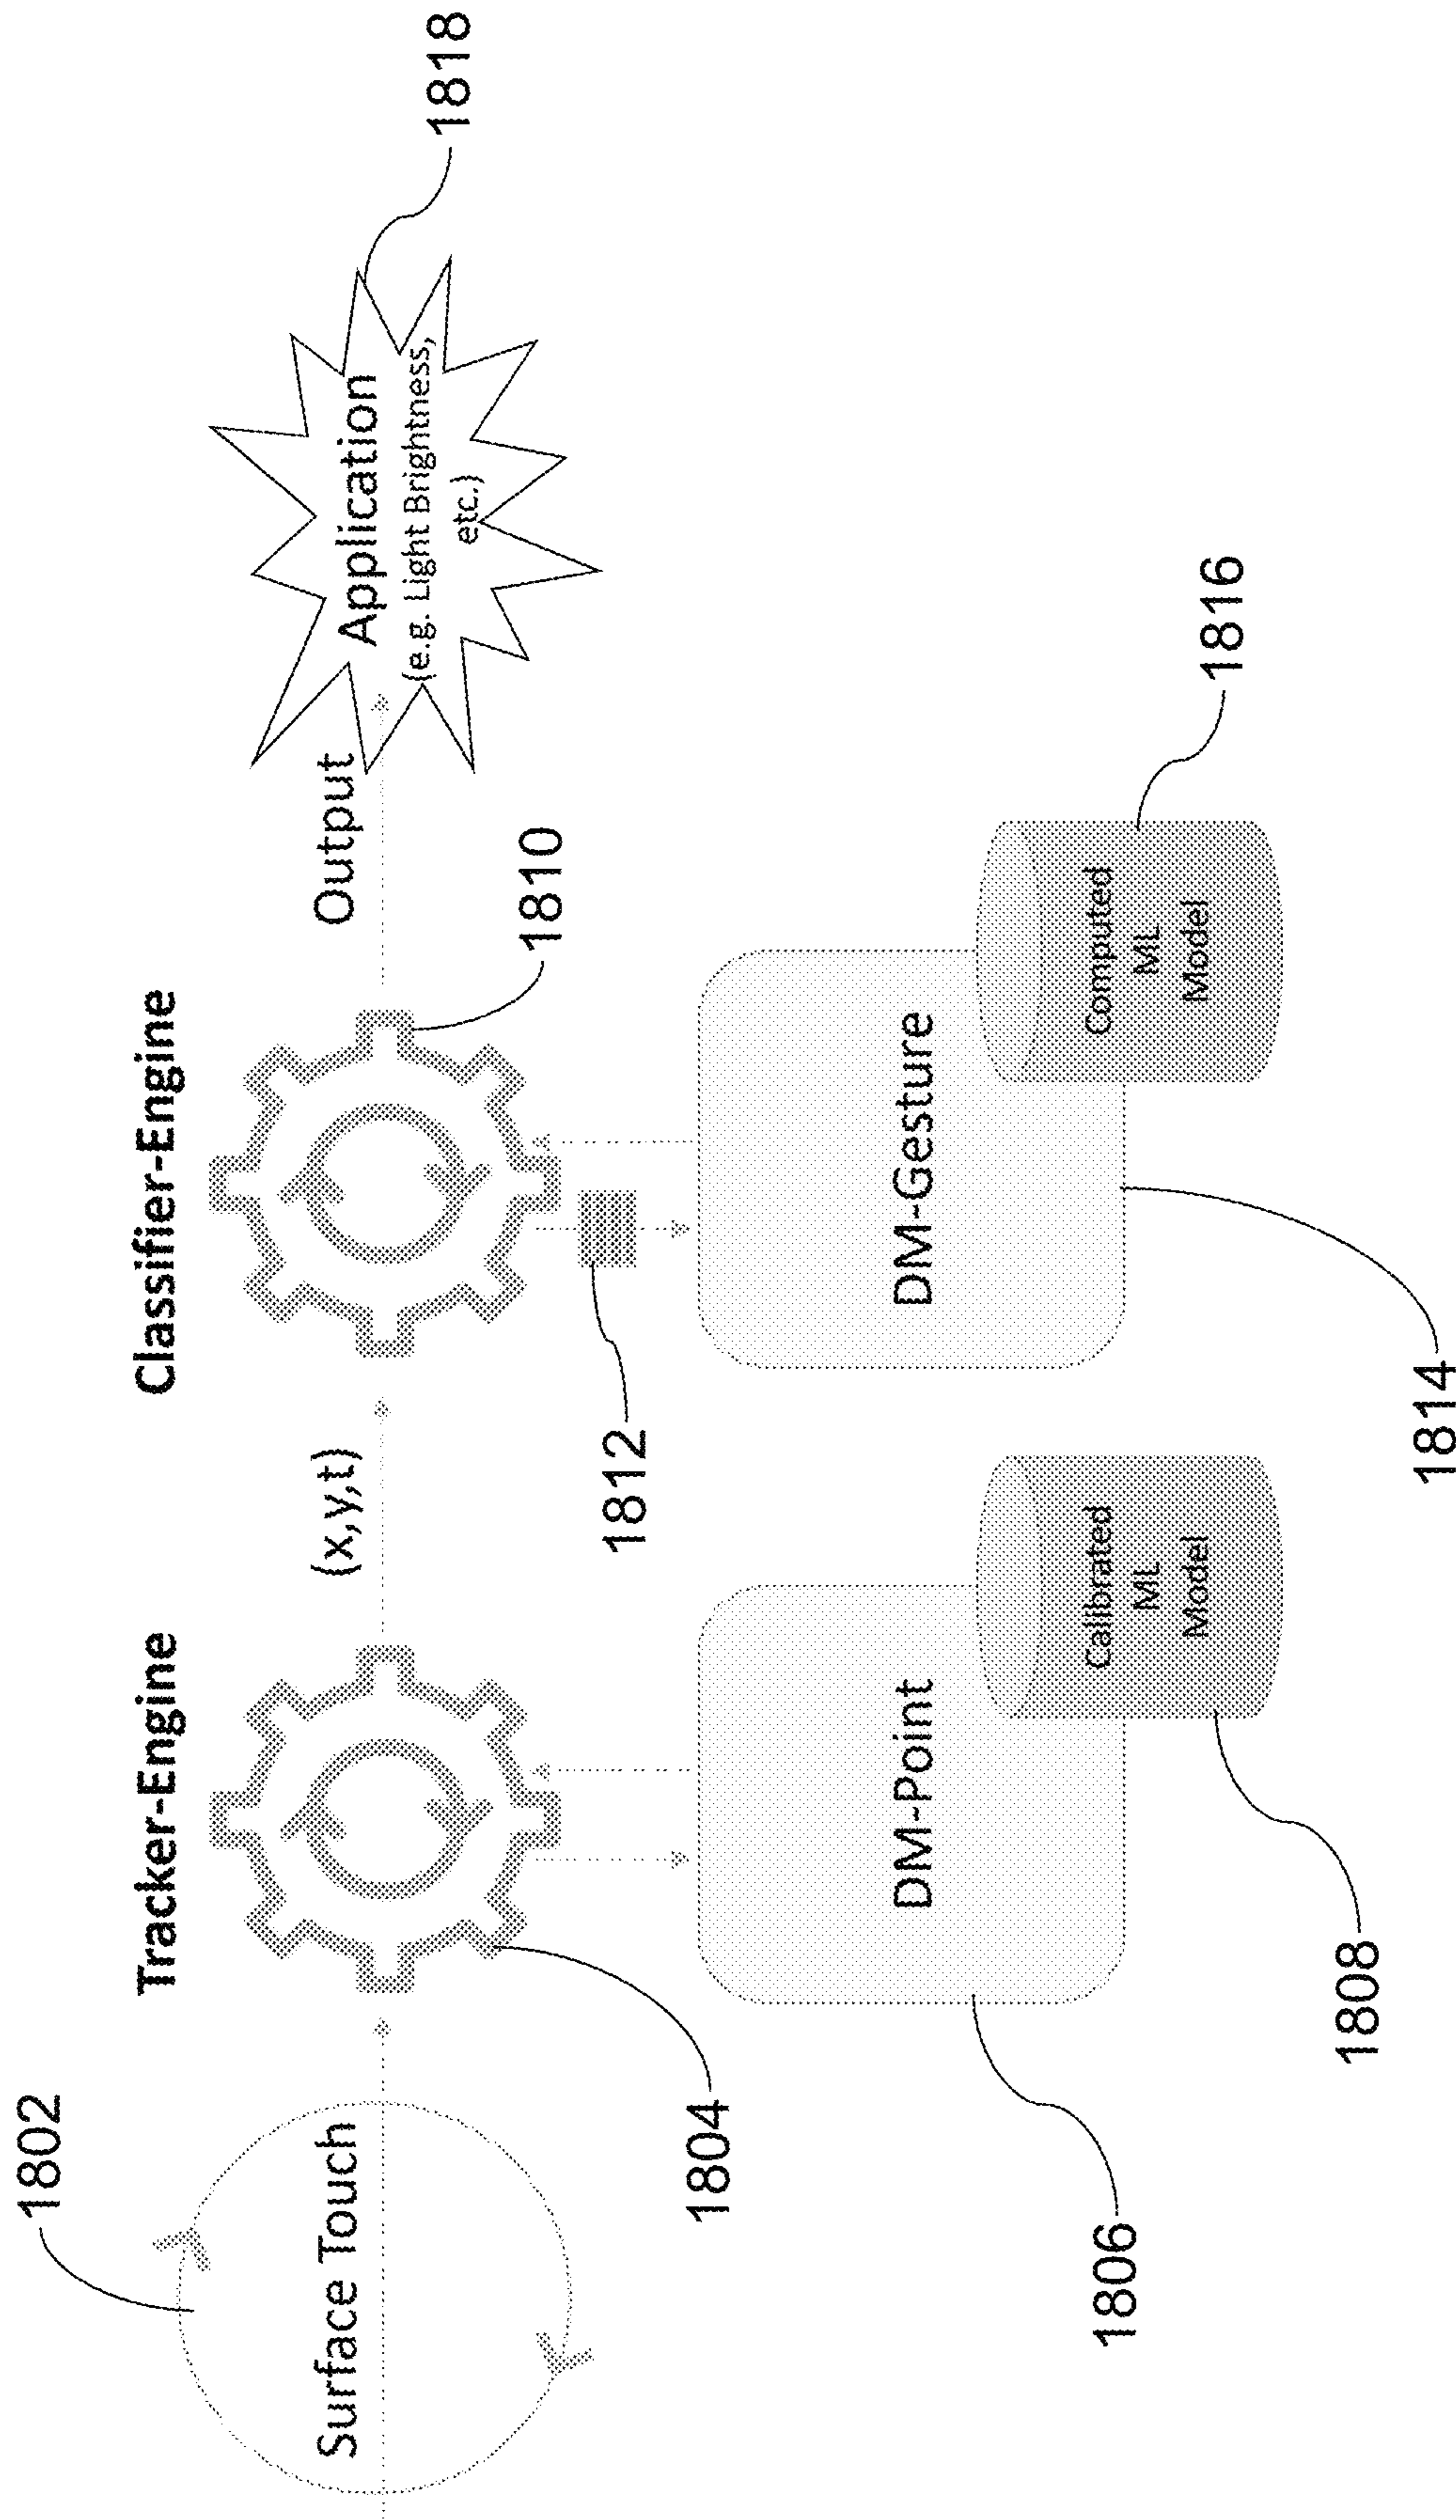 1802
Surface Touch
Tracker-Engine
1804
(x,y,t)
Classifier-Engine
1810
Output
Application
(e.g. Light Brightness,
etc.)
1818
1812
DM-Point
1806
Calibrated
ML
Model
1808
DM-Gesture
1814
Computed
ML
Model
1816